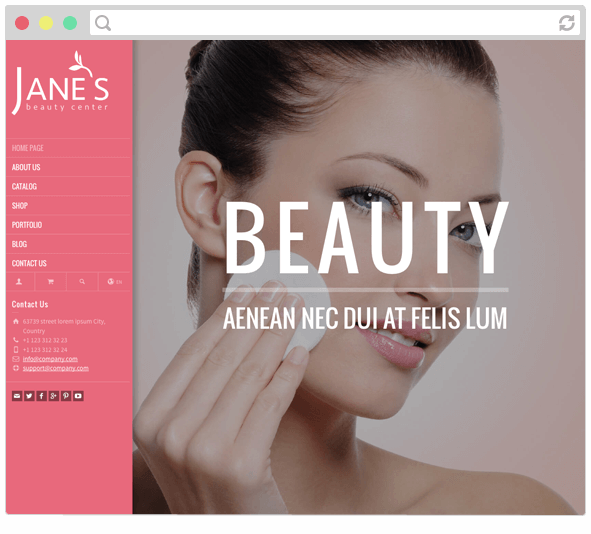 JANE'S
beauty center
HOME PAGE
ABOUT US
CATALOG
SHOP
PORTFOLIO
BLOG
CONTACT US
EN
Contact Us
63739 street lorem ipsum City,
Country
+1 123 312 32 23
+1 123 312 32 24
info@company.com
support@company.com
BEAUTY
AENEAN NEC DUI AT FELIS LUM